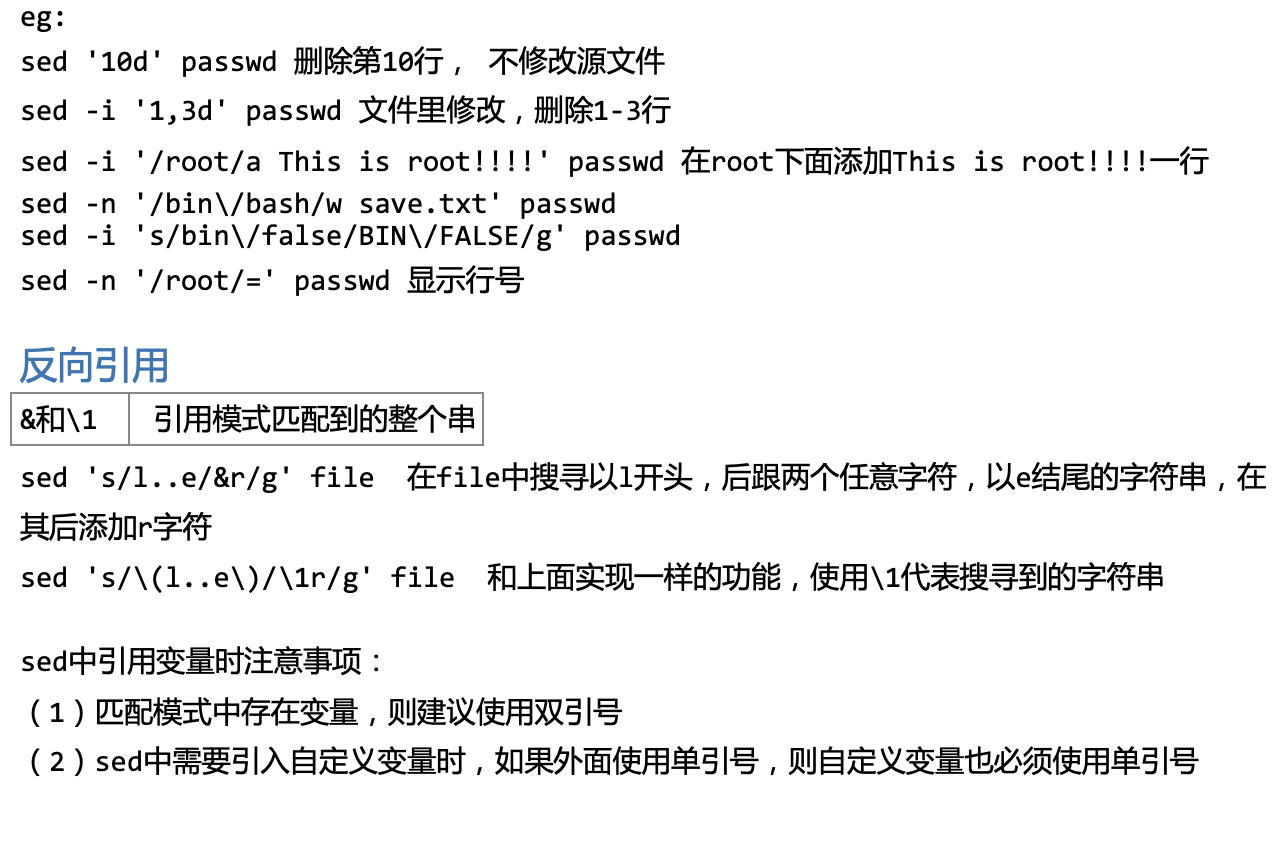 eg:
sed '10d' passwd 删除第10行， 不修改源文件
sed -i '1,3d' passwd 文件里修改，删除1-3行
sed -i '/root/a This is root!!!!' passwd 在root下面添加This is root!!!!一行
sed -n '/bin\/bash/w save.txt' passwd
sed -i 's/bin\/false/BIN\/FALSE/g' passwd
sed -n '/root/=' passwd 显示行号
反向引用
&和\1 引用模式匹配到的整个串
sed 's/l..e/&r/g' file 在file中搜寻以l开头，后跟两个任意字符，以e结尾的字符串，在
其后添加r字符
sed 's/\(l..e\)/\1r/g' file 和上面实现一样的功能，使用\1代表搜寻到的字符串
sed中引用变量时注意事项：
（1）匹配模式中存在变量，则建议使用双引号
（2）sed中需要引入自定义变量时，如果外面使用单引号，则自定义变量也必须使用单引号